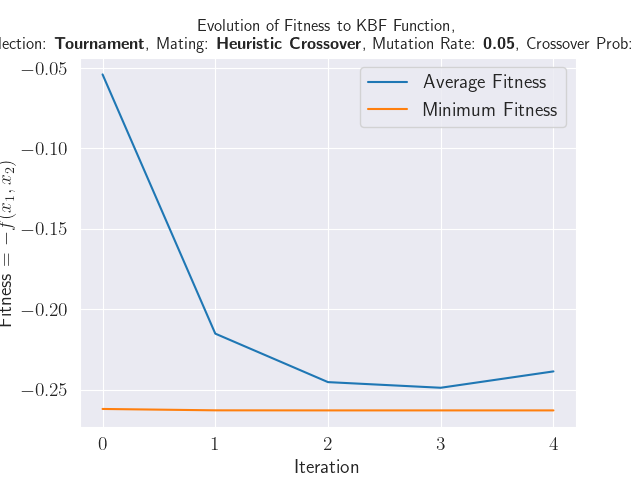 Evolution of Fitness to KBF Function,
lection: Tournament, Mating: Heuristic Crossover, Mutation Rate: 0.05, Crossover Prob:
Average Fitness
Minimum Fitness
Fitness = −f(x₁, x₂)
−0.05
−0.10
−0.15
−0.20
−0.25
0 1 2 3 4
Iteration